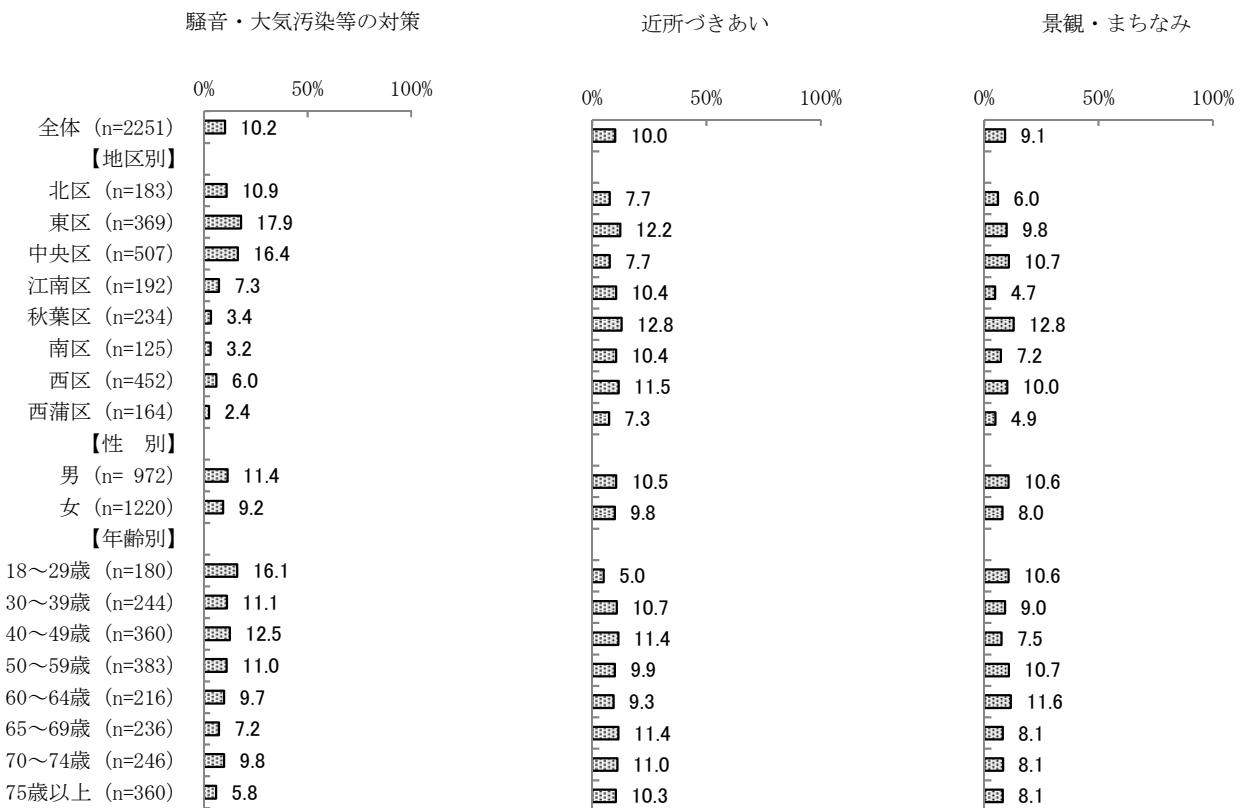 騒音・大気汚染等の対策 近所づきあい 景観・まちなみ
0% 50% 100% 0% 50% 100% 0% 50% 100%
全体 (n=2251) 10.2 10.0 9.1
【地区別】
北区 (n=183) 10.9 7.7 6.0
東区 (n=369) 17.9 12.2 9.8
中央区 (n=507) 16.4 7.7 10.7
江南区 (n=192) 7.3 10.4 4.7
秋葉区 (n=234) 3.4 12.8 12.8
南区 (n=125) 3.2 10.4 7.2
西区 (n=452) 6.0 11.5 10.0
西蒲区 (n=164) 2.4 7.3 4.9
【性　別】
男 (n= 972) 11.4 10.5 10.6
女 (n=1220) 9.2 9.8 8.0
【年齢別】
18～29歳 (n=180) 16.1 5.0 10.6
30～39歳 (n=244) 11.1 10.7 9.0
40～49歳 (n=360) 12.5 11.4 7.5
50～59歳 (n=383) 11.0 9.9 10.7
60～64歳 (n=216) 9.7 9.3 11.6
65～69歳 (n=236) 7.2 11.4 8.1
70～74歳 (n=246) 9.8 11.0 8.1
75歳以上 (n=360) 5.8 10.3 8.1